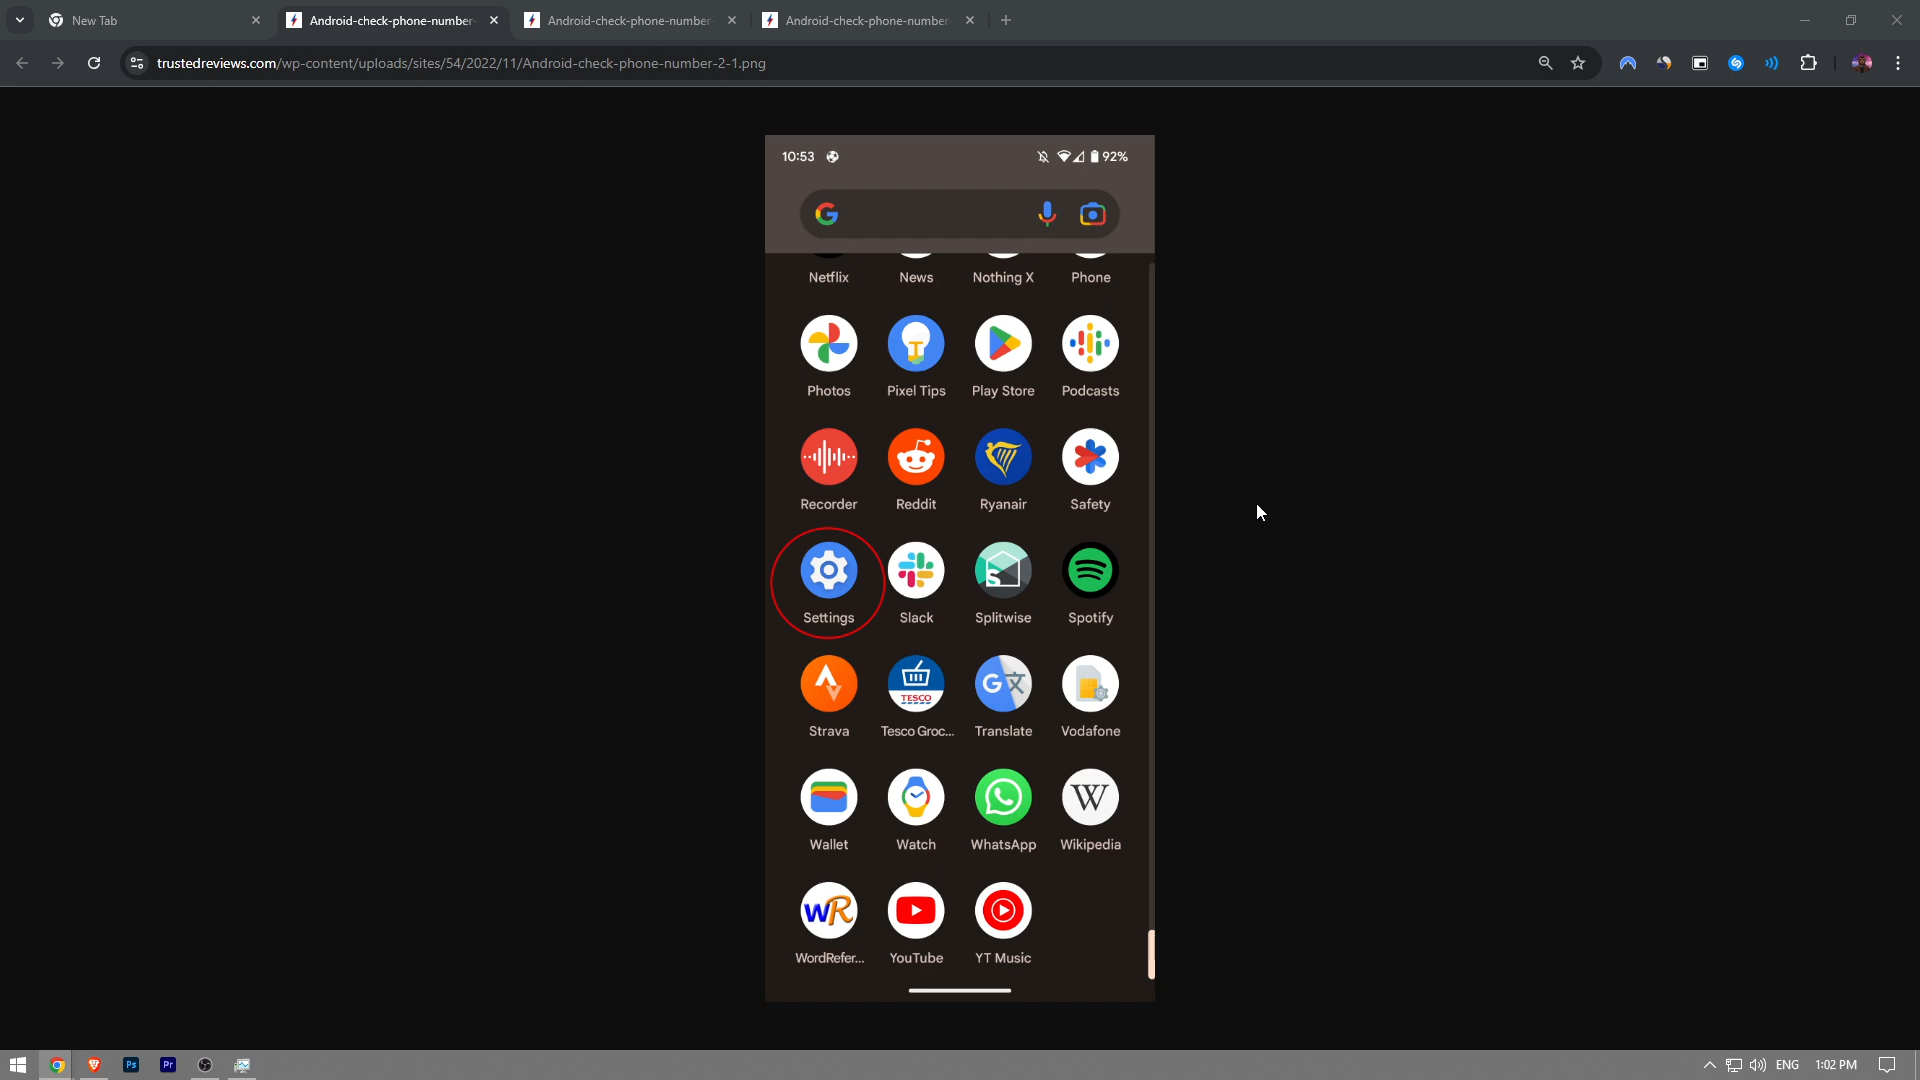 New Tab
Android-check-phone-number-
Android-check-phone-number-
Android-check-phone-number
trustedreviews.com/wp-content/uploads/sites/54/2022/11/Android-check-phone-number-2-1.png
10:53
92%
Netflix
News
Nothing X
Phone
Photos
Pixel Tips
Play Store
Podcasts
Recorder
Reddit
Ryanair
Safety
Settings
Slack
Splitwise
Spotify
TESCO
Strava
Tesco Groc...
Translate
Vodafone
Wallet
Watch
WhatsApp
Wikipedia
WordRefer...
YouTube
YT Music
Ps
Pr
ENG
1:02 PM